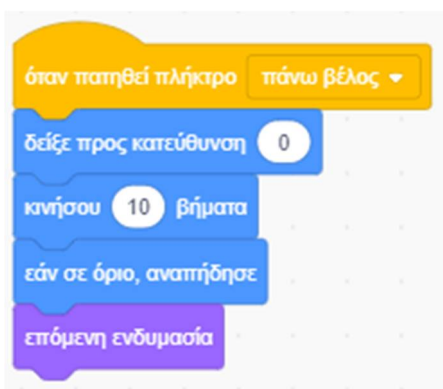 όταν πατηθεί πλήκτρο πάνω βέλος
δείξε προς κατεύθυνση 0
κινήσου 10 βήματα
εάν σε όριο, αναπήδησε
επόμενη ενδυμασία